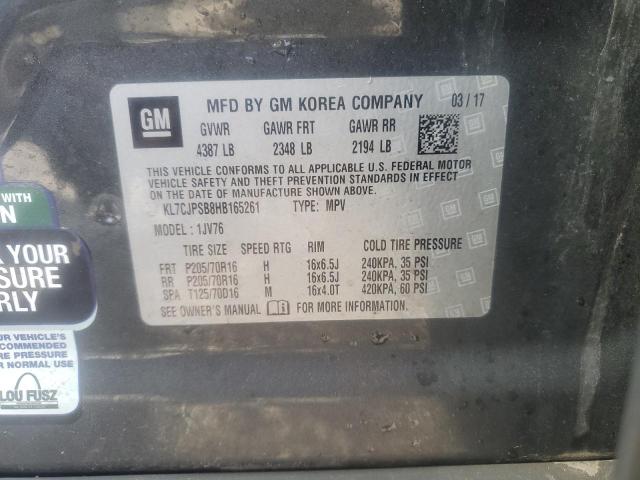 GM
MFD BY GM KOREA COMPANY 03/17
GVWR GAWR FRT GAWR RR
4387 LB 2348 LB 2194 LB
THIS VEHICLE CONFORMS TO ALL APPLICABLE U.S. FEDERAL MOTOR
VEHICLE SAFETY AND THEFT PREVENTION STANDARDS IN EFFECT
ON THE DATE OF MANUFACTURE SHOWN ABOVE.
KL7CJPSB8HB165261 TYPE: MPV
MODEL: 1JV76
TIRE SIZE SPEED RTG RIM COLD TIRE PRESSURE
FRT P205/70R16 H 16x6.5J 240KPA, 35 PSI
RR P205/70R16 H 16x6.5J 240KPA, 35 PSI
SPA T125/70D16 M 16x4.0T 420KPA, 60 PSI
SEE OWNER'S MANUAL FOR MORE INFORMATION
WITH
N
YOUR
SURE
RLY
UR VEHICLE'S
COMMENDED
RE PRESSURE
R NORMAL USE
LOU FUSZ